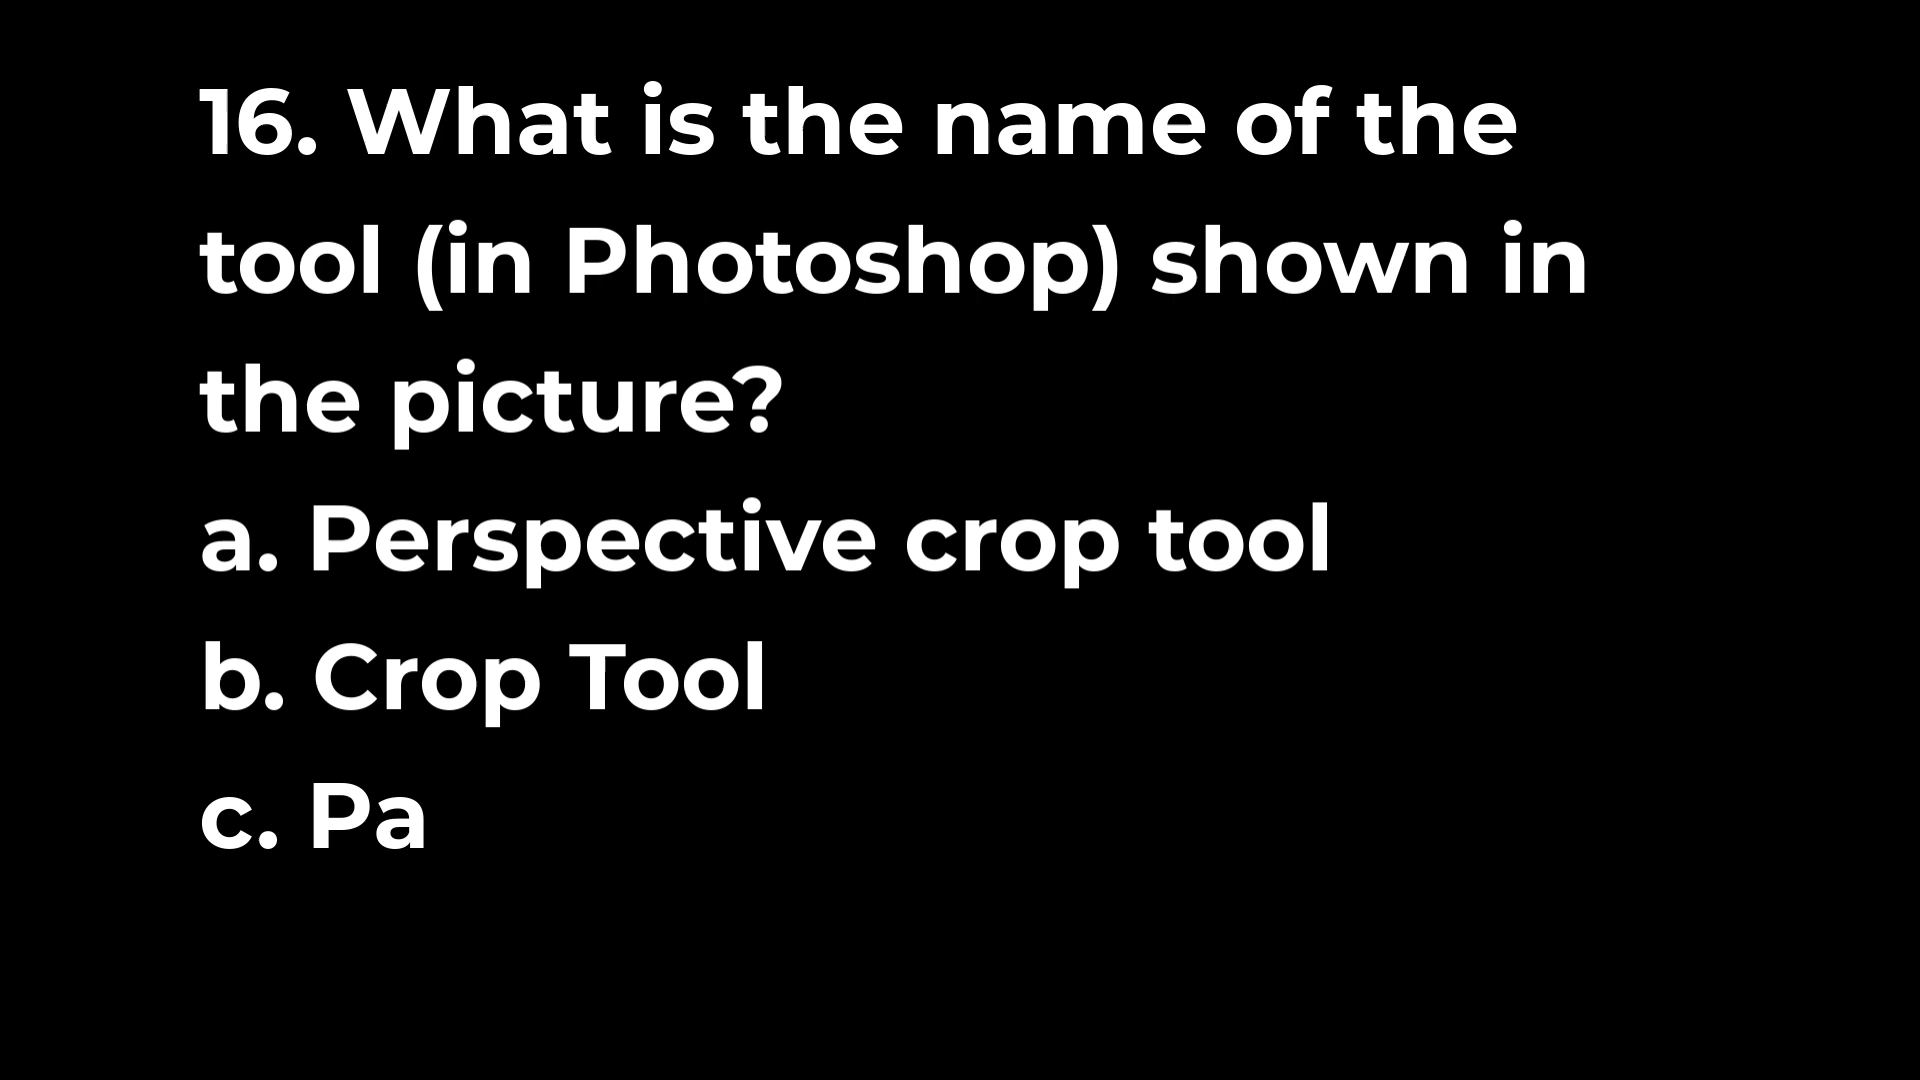 16. What is the name of the
tool (in Photoshop) shown in
the picture?
a. Perspective crop tool
b. Crop Tool
c. Pa